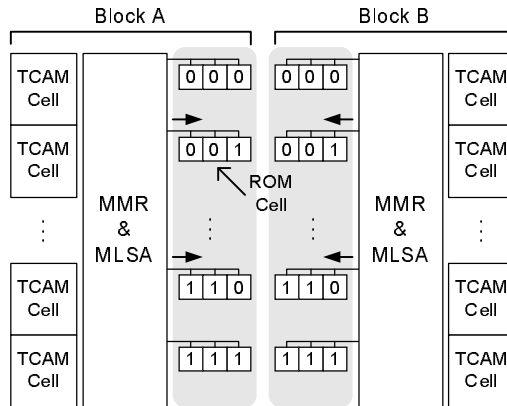 Block A
Block B
TCAM
Cell
0 0 0
0 0 0
TCAM
Cell
TCAM
Cell
0 0 1
0 0 1
TCAM
Cell
ROM
Cell
MMR
&
MLSA
MMR
&
MLSA
TCAM
Cell
1 1 0
1 1 0
TCAM
Cell
TCAM
Cell
1 1 1
1 1 1
TCAM
Cell